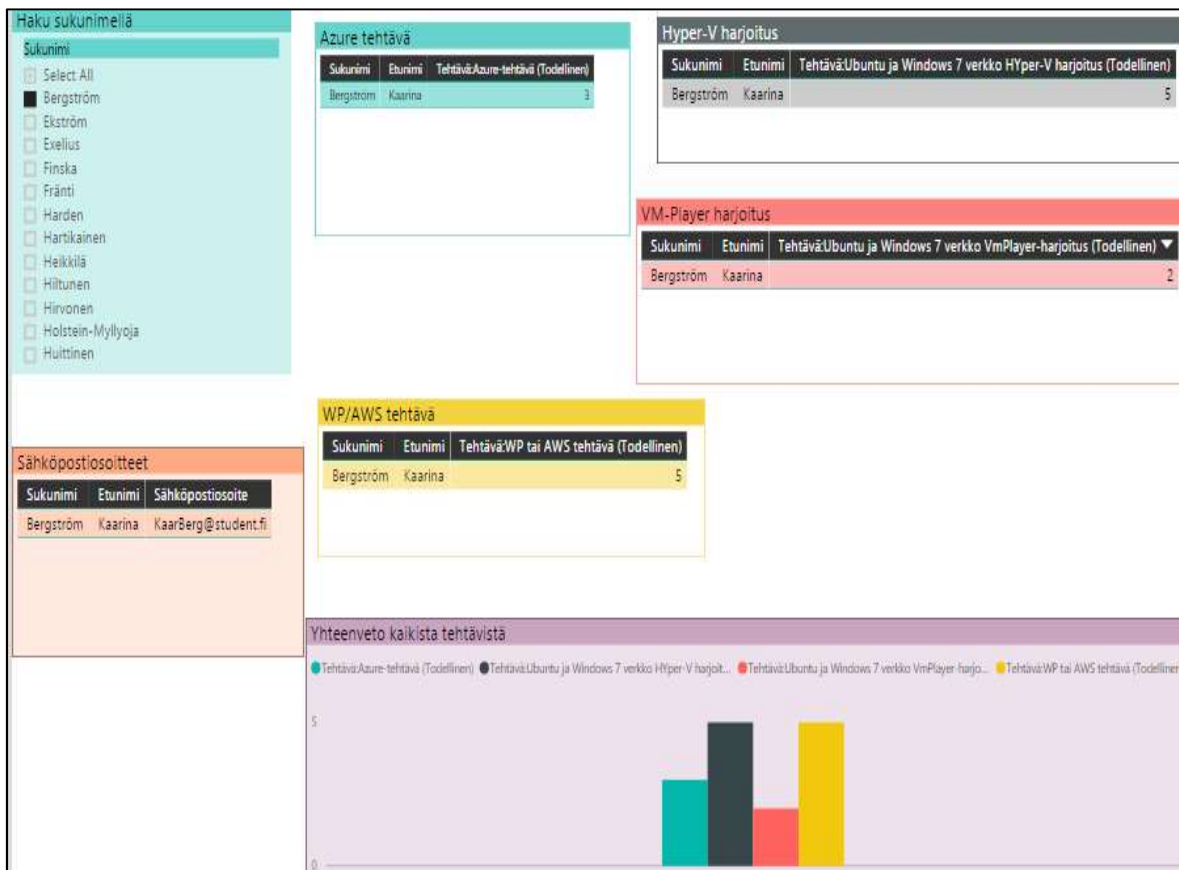 Haku sukunimellä
Sukunimi
Select All
Bergström
Ekström
Exelius
Finska
Fränti
Harden
Hartikainen
Heikkilä
Hiltunen
Hirvonen
Holstein-Myllyoja
Huittinen
Azure tehtävä
Sukunimi Etunimi Tehtävä:Azure-tehtävä (Todellinen)
Bergström Kaarina 3
Hyper-V harjoitus
Sukunimi Etunimi Tehtävä:Ubuntu ja Windows 7 verkko HYper-V harjoitus (Todellinen)
Bergström Kaarina 5
VM-Player harjoitus
Sukunimi Etunimi Tehtävä:Ubuntu ja Windows 7 verkko VmPlayer-harjoitus (Todellinen)
Bergström Kaarina 2
WP/AWS tehtävä
Sukunimi Etunimi Tehtävä:WP tai AWS tehtävä (Todellinen)
Bergström Kaarina 5
Sähköpostiosoitteet
Sukunimi Etunimi Sähköpostiosoite
Bergström Kaarina KaarBerg@student.fi
Yhteenveto kaikista tehtävistä
Tehtävä:Azure-tehtävä (Todellinen) Tehtävä:Ubuntu ja Windows 7 verkko HYper-V harjoit... Tehtävä:Ubuntu ja Windows 7 verkko VmPlayer-harjo... Tehtävä:WP tai AWS tehtävä (Todelliner
5
0